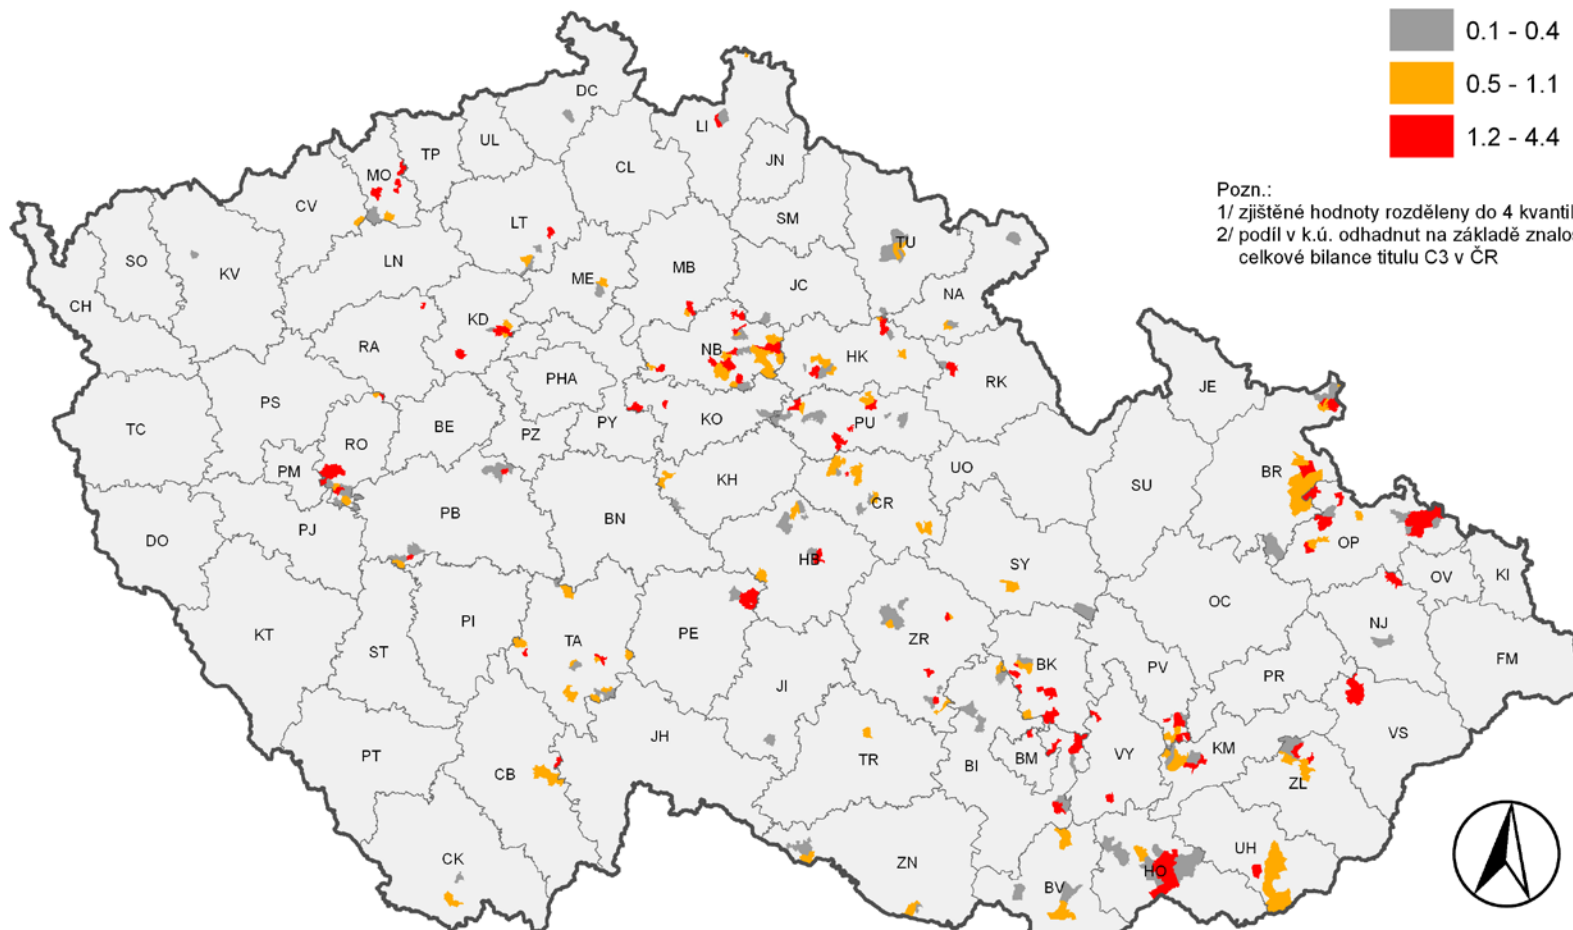 0.1 - 0.4
0.5 - 1.1
1.2 - 4.4
Pozn.:
1/ zjištěné hodnoty rozděleny do 4
2/ podíl v k.ú. odhadnut na základě
celkové bilance titulu C3 v ČR
DC
LI
UL
TP
MO
CL
JN
CV
LT
SM
TU
SO
KV
LN
ME
MB
JC
NA
CH
KD
RA
NB
HK
RK
JE
PHA
PS
TC
BE
KO
PU
RO
PZ
PY
PM
UO
BR
KH
SU
PB
BN
CR
PJ
DO
HB
OP
SY
OV
KI
OC
PI
NJ
KT
TA
PE
ZR
ST
FM
BK
PV
PR
JI
VS
JH
KM
PT
TR
BI
BM
VY
CB
ZL
UH
CK
ZN
HO
BV